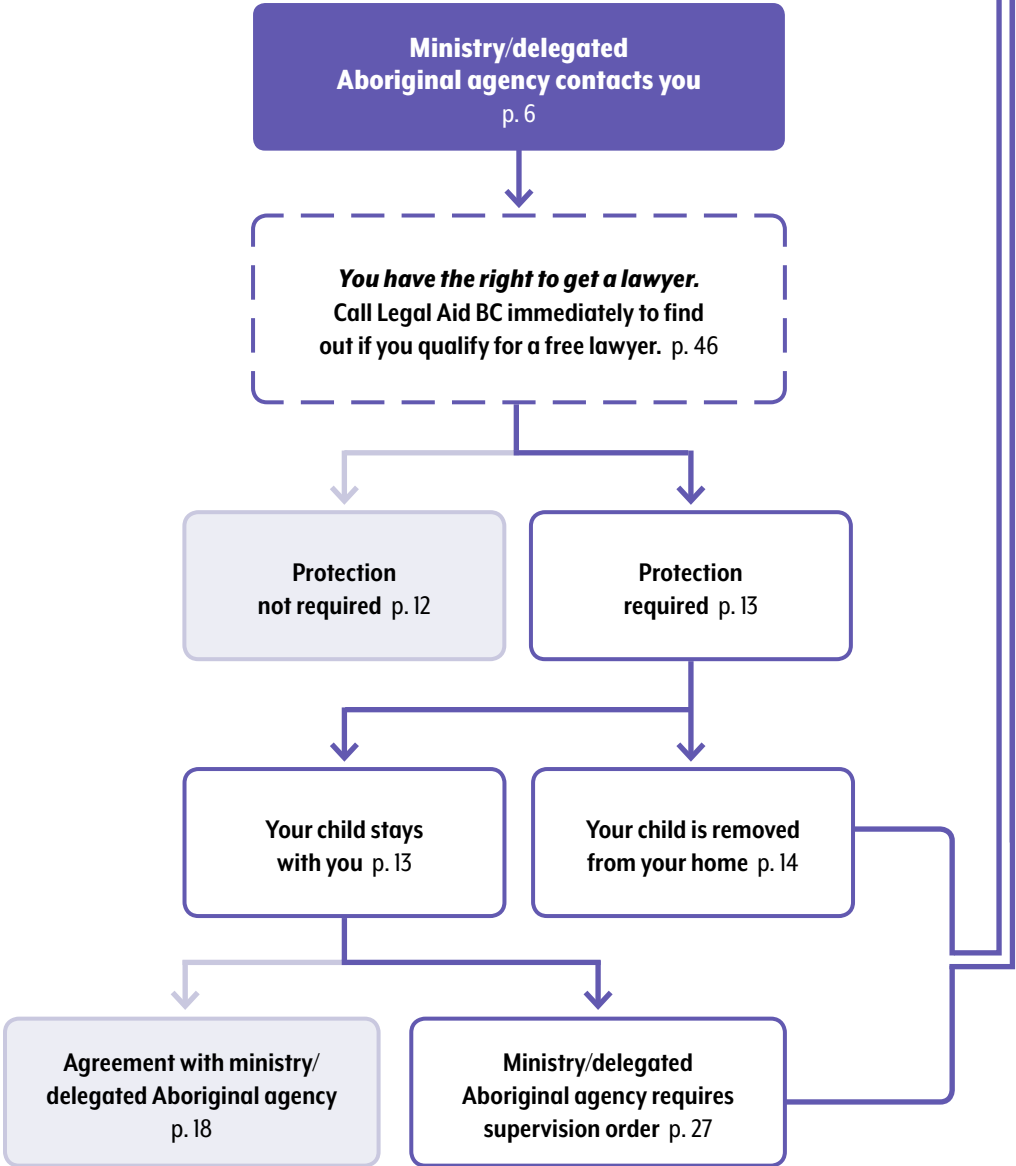 Ministry/delegated
Aboriginal agency contacts you
p. 6
You have the right to get a lawyer.
Call Legal Aid BC immediately to find
out if you qualify for a free lawyer. p. 46
Protection
not required p. 12
Protection
required p. 13
Your child stays
with you p. 13
Your child is removed
from your home p. 14
Agreement with ministry/
delegated Aboriginal agency
p. 18
Ministry/delegated
Aboriginal agency requires
supervision order p. 27